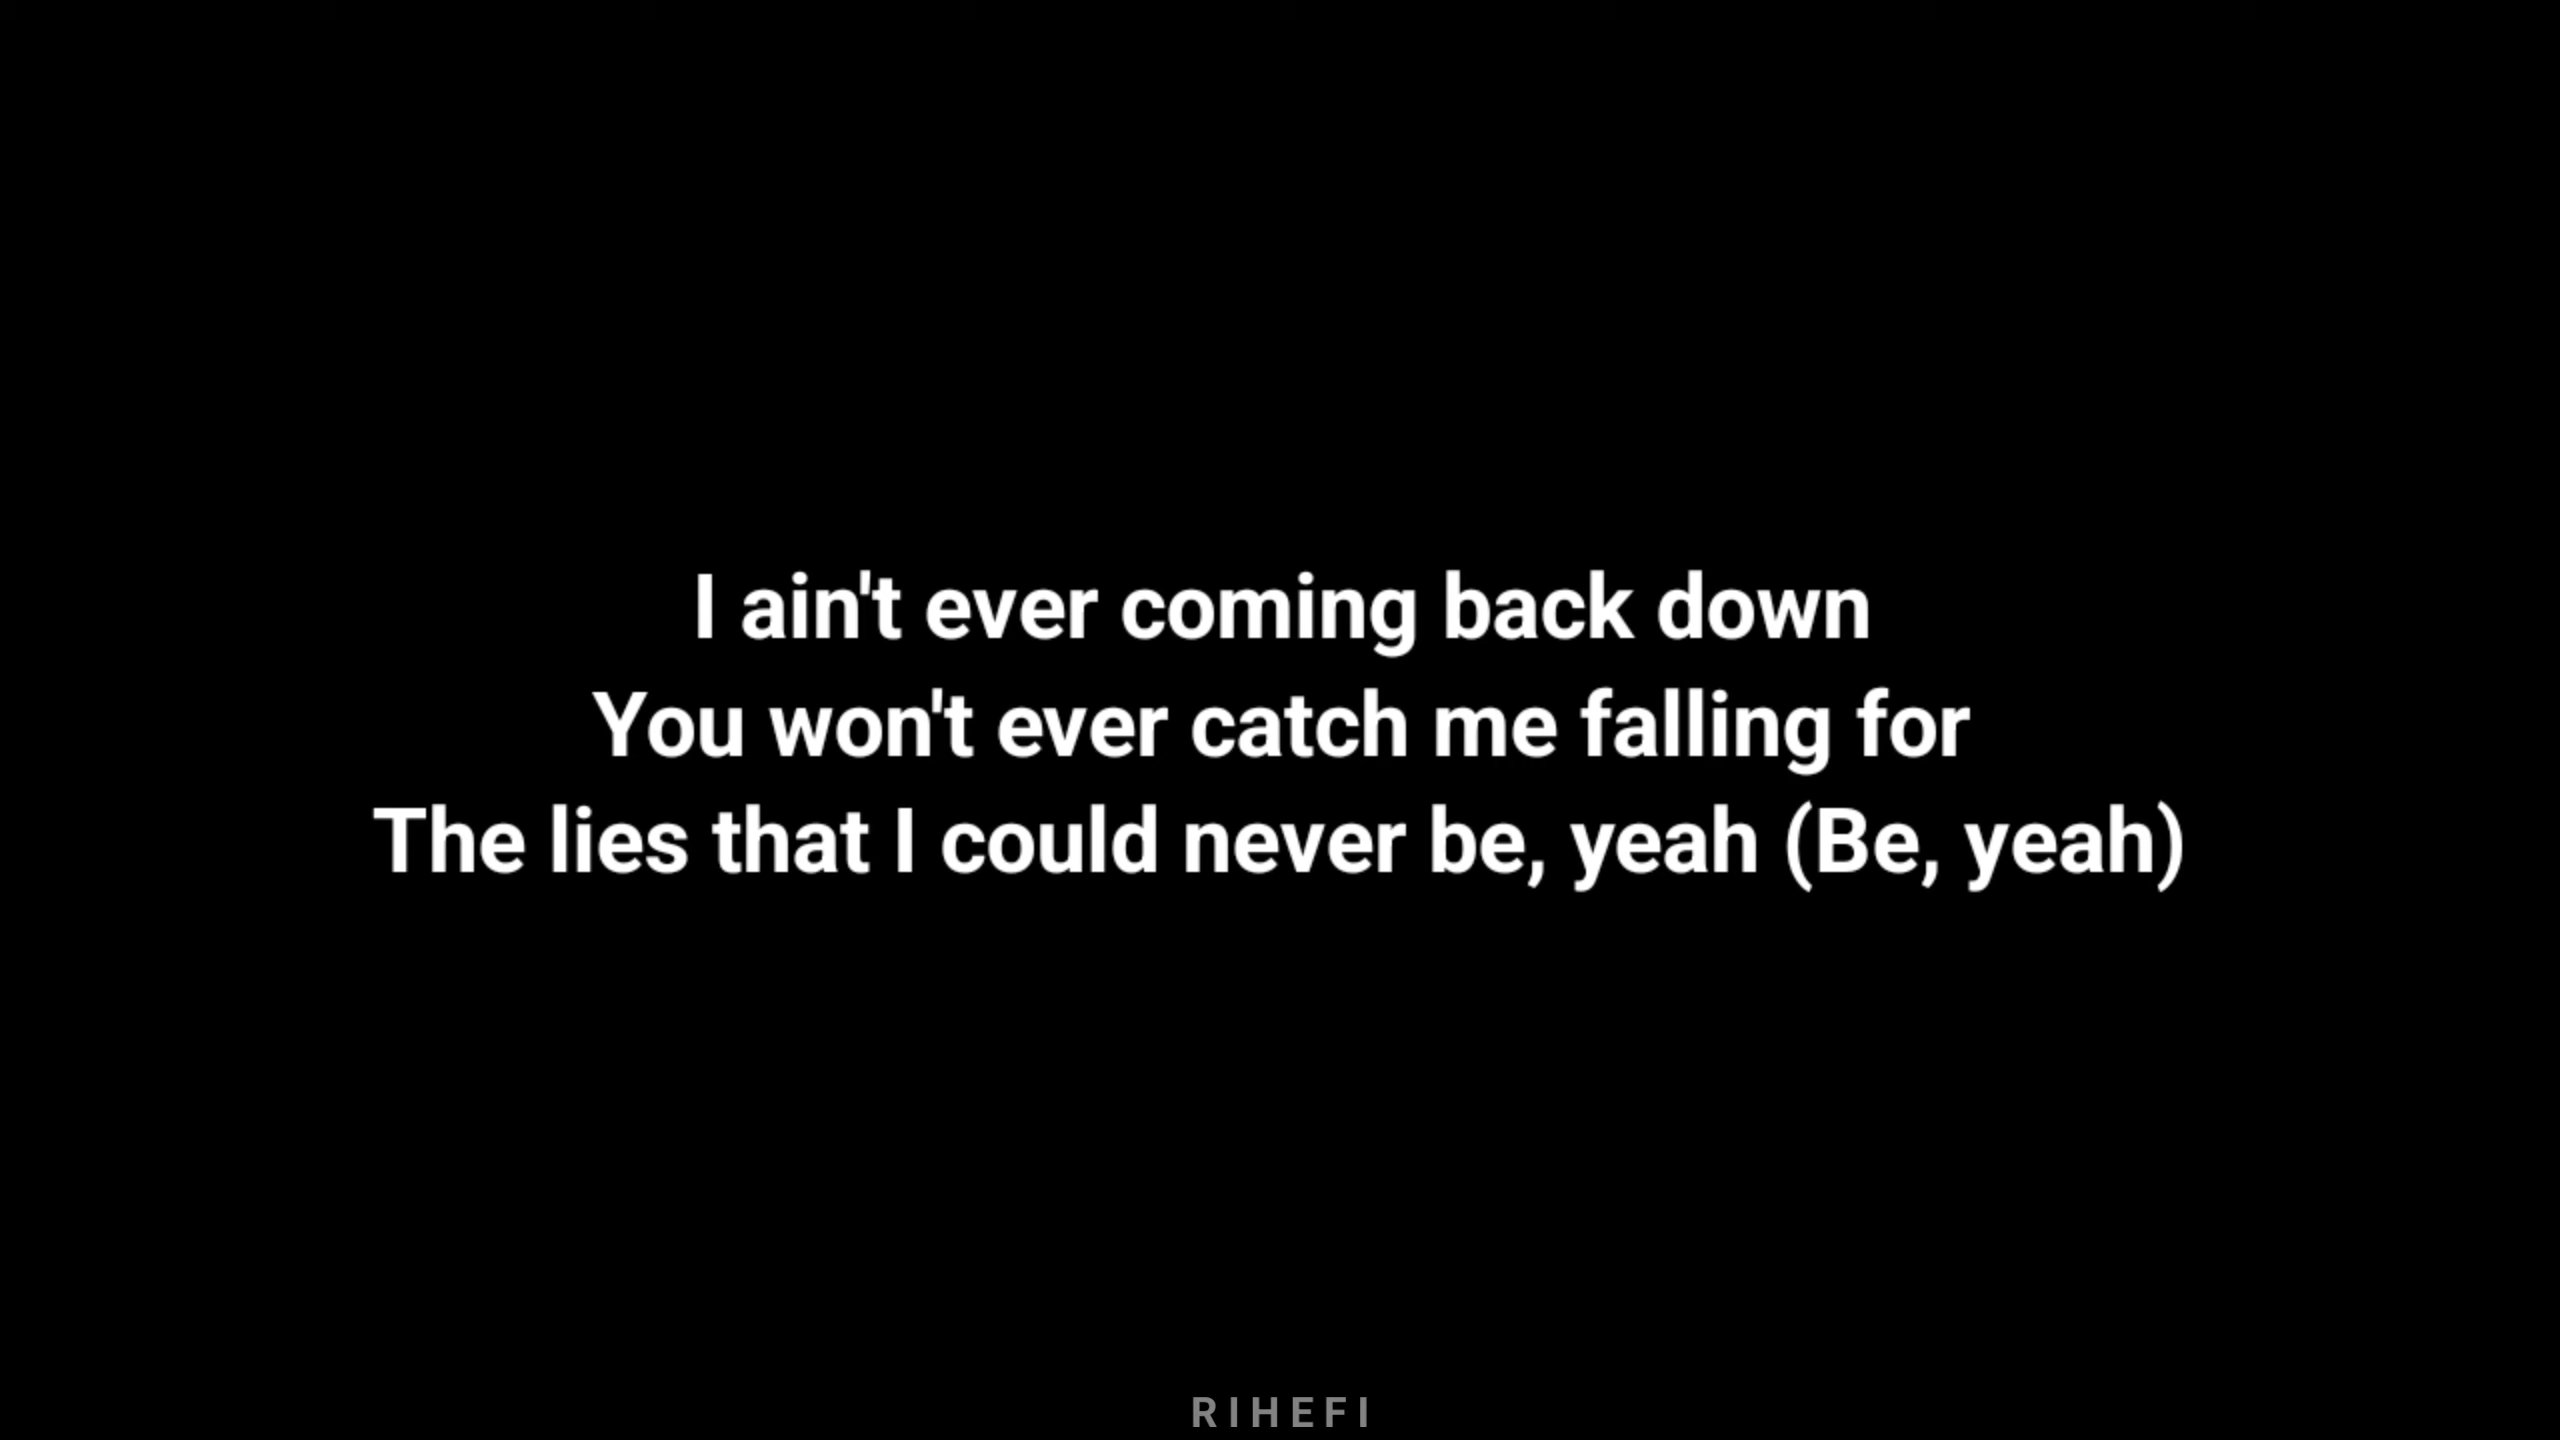 I ain't ever coming back down
You won't ever catch me falling for
The lies that I could never be, yeah (Be, yeah)
RIHEFI